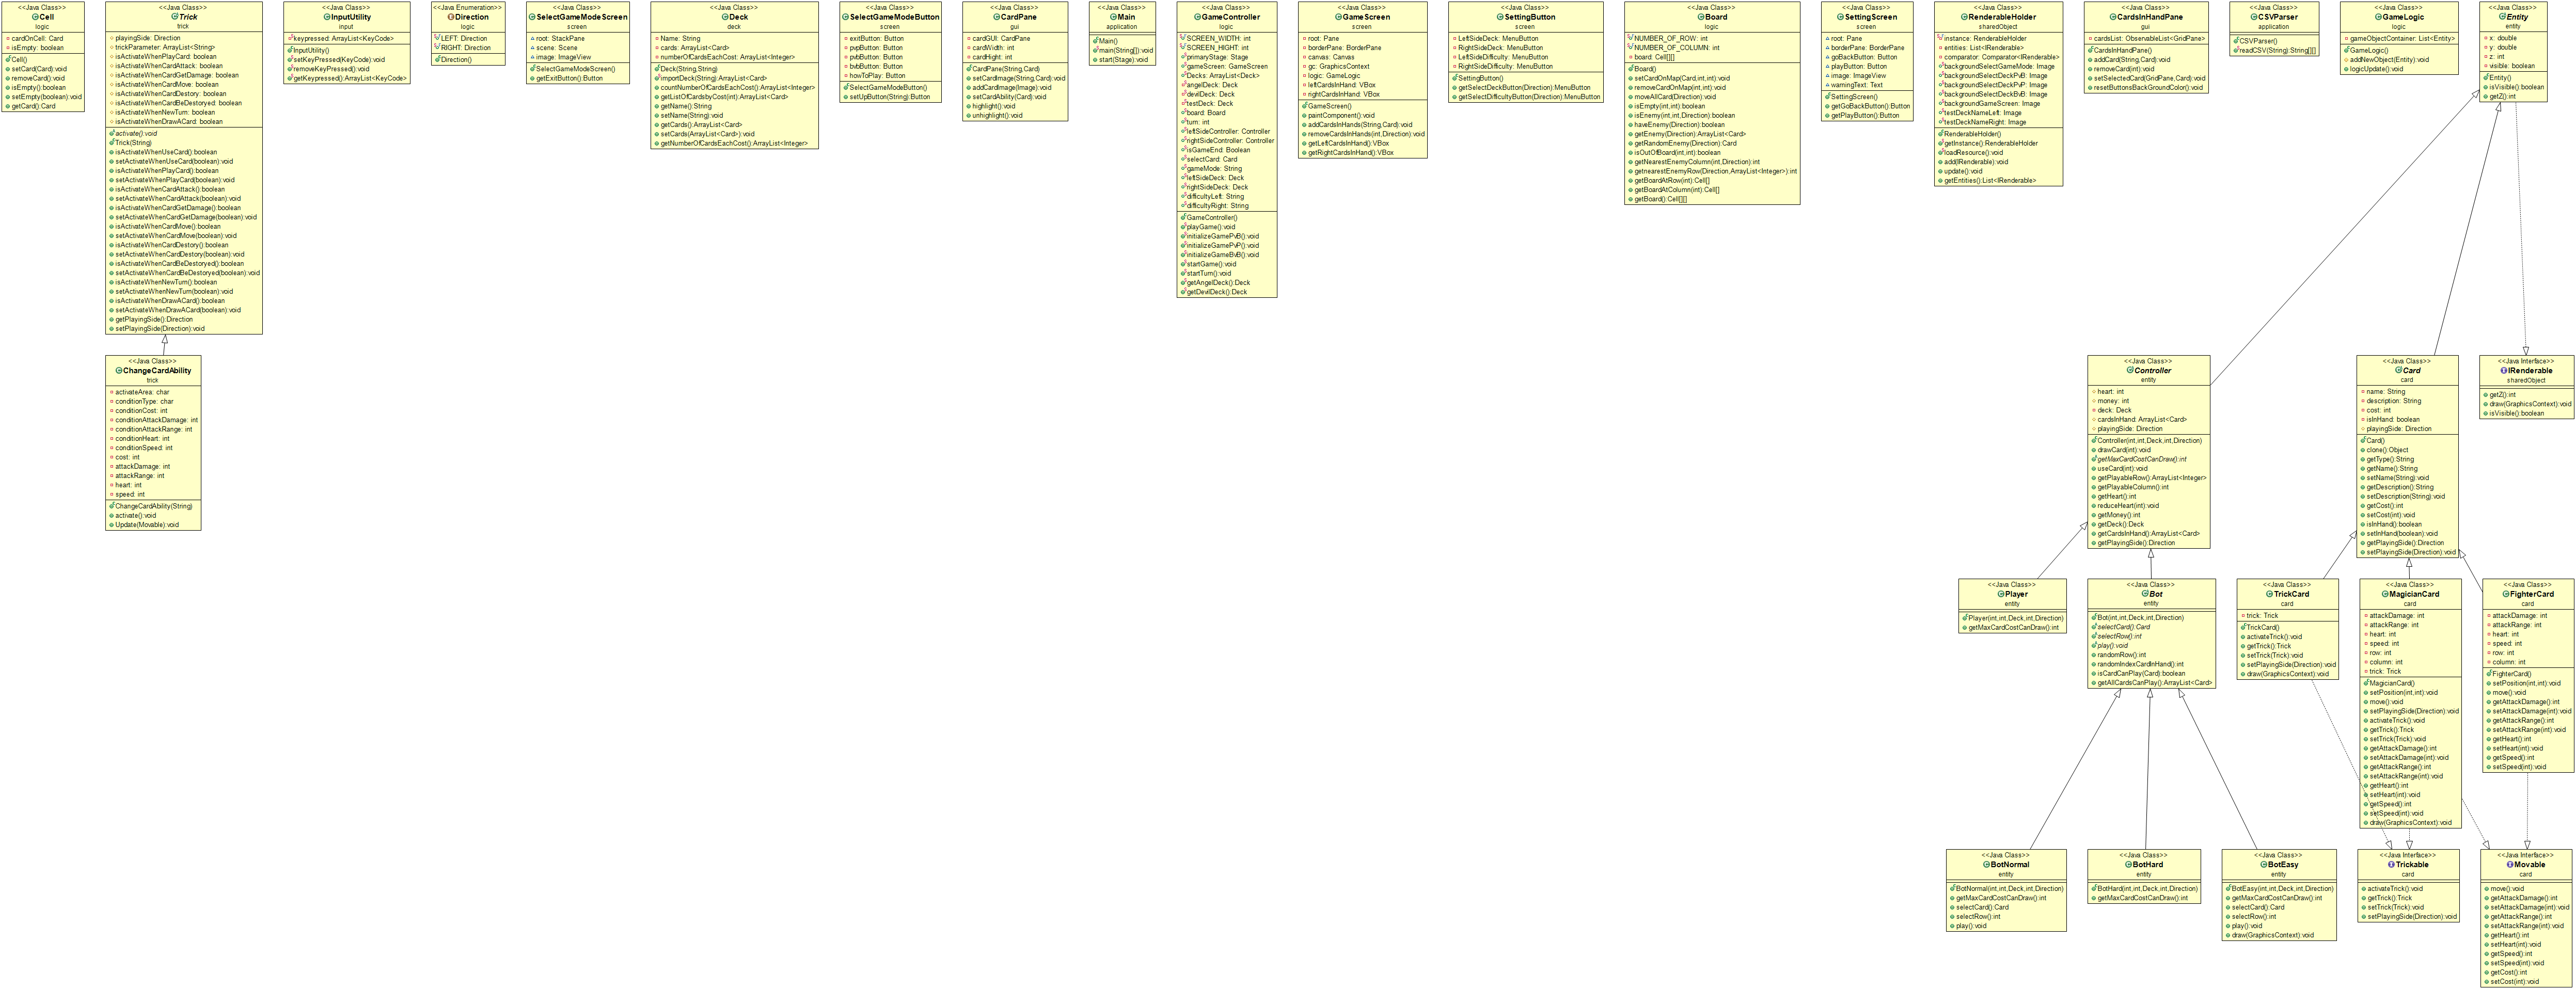 <<Java Class>>
Cell
logic
cardOnCell: Card
isEmpty: boolean
Cell()
setCard(Card):void
removeCard():void
isEmpty():boolean
setEmpty(boolean):void
getCard():Card
<<Java Class>>
Trick
trick
playingSide: Direction
trickParameter: ArrayList<String>
isActivateWhenPlayCard: boolean
isActivateWhenCardAttack: boolean
isActivateWhenCardGetDamage: boolean
isActivateWhenCardMove: boolean
isActivateWhenCardDestory: boolean
isActivateWhenCardBeDestoryed: boolean
isActivateWhenNewTurn: boolean
isActivateWhenDrawACard: boolean
activate():void
Trick(String)
isActivateWhenUseCard():boolean
setActivateWhenUseCard(boolean):void
isActivateWhenPlayCard():boolean
setActivateWhenPlayCard(boolean):void
isActivateWhenCardAttack():boolean
setActivateWhenCardAttack(boolean):void
isActivateWhenCardGetDamage():boolean
setActivateWhenCardGetDamage(boolean):void
isActivateWhenCardMove():boolean
setActivateWhenCardMove(boolean):void
isActivateWhenCardDestory():boolean
setActivateWhenCardDestory(boolean):void
isActivateWhenCardBeDestoryed():boolean
setActivateWhenCardBeDestoryed(boolean):void
isActivateWhenNewTurn():boolean
setActivateWhenNewTurn(boolean):void
isActivateWhenDrawACard():boolean
setActivateWhenDrawACard(boolean):void
getPlayingSide():Direction
setPlayingSide(Direction):void
<<Java Class>>
InputUtility
input
keypressed: ArrayList<KeyCode>
InputUtility()
setKeyPressed(KeyCode):void
removeKeyPressed():void
getKeypressed():ArrayList<KeyCode>
<<Java Enumeration>>
Direction
logic
LEFT: Direction
RIGHT: Direction
Direction()
<<Java Class>>
SelectGameModeScreen
screen
root: StackPane
scene: Scene
image: ImageView
SelectGameModeScreen()
getExitButton():Button
<<Java Class>>
Deck
deck
Name: String
cards: ArrayList<Card>
numberOfCardsEachCost: ArrayList<Integer>
Deck(String,String)
importDeck(String):ArrayList<Card>
countNumberOfCardsEachCost():ArrayList<Integer>
getListOfCardsbyCost(int):ArrayList<Card>
getName():String
setName(String):void
getCards():ArrayList<Card>
setCards(ArrayList<Card>):void
getNumberOfCardsEachCost():ArrayList<Integer>
<<Java Class>>
SelectGameModeButton
screen
exitButton: Button
pvpButton: Button
pvbButton: Button
bvbButton: Button
howToPlay: Button
SelectGameModeButton()
setUpButton(String):Button
<<Java Class>>
CardPane
gui
cardGUI: CardPane
cardWidth: int
cardHight: int
CardPane(String,Card)
setCardImage(String,Card):void
addCardImage(Image):void
setCardAbility(Card):void
highlight():void
unhighlight():void
<<Java Class>>
Main
application
Main()
main(String[]):void
start(Stage):void
<<Java Class>>
GameController
logic
SCREEN_WIDTH: int
SCREEN_HIGHT: int
primaryStage: Stage
gameScreen: GameScreen
Decks: ArrayList<Deck>
angelDeck: Deck
devilDeck: Deck
testDeck: Deck
board: Board
turn: int
leftSideController: Controller
rightSideController: Controller
isGameEnd: Boolean
selectCard: Card
gameMode: String
leftSideDeck: Deck
rightSideDeck: Deck
difficultyLeft: String
difficultyRight: String
GameController()
playGame():void
initializeGamePvB():void
initializeGamePvP():void
initializeGameBvB():void
startGame():void
startTurn():void
getAngelDeck():Deck
getDevilDeck():Deck
<<Java Class>>
GameScreen
screen
root: Pane
borderPane: BorderPane
canvas: Canvas
gc: GraphicsContext
logic: GameLogic
leftCardsInHand: VBox
rightCardsInHand: VBox
GameScreen()
paintComponent():void
addCardsInHands(String,Card):void
removeCardsInHands(int,Direction):void
getLeftCardsInHand():VBox
getRightCardsInHand():VBox
<<Java Class>>
SettingButton
screen
LeftSideDeck: MenuButton
RightSideDeck: MenuButton
LeftSideDifficulty: MenuButton
RightSideDifficulty: MenuButton
SettingButton()
getSelectDeckButton(Direction):MenuButton
getSelectDifficultyButton(Direction):MenuButton
<<Java Class>>
Board
logic
NUMBER_OF_ROW: int
NUMBER_OF_COLUMN: int
board: Cell[][]
Board()
setCardOnMap(Card,int,int):void
removeCardOnMap(int,int):void
moveAllCard(Direction):void
isEmpty(int,int):boolean
isEnemy(int,int,Direction):boolean
haveEnemy(Direction):boolean
getEnemy(Direction):ArrayList<Card>
getRandomEnemy(Direction):Card
isOutOfBoard(int,int):boolean
getNearestEnemyColumn(int,Direction):int
getnearestEnemyRow(Direction,ArrayList<Integer>):int
getBoardAtRow(int):Cell[]
getBoardAtColumn(int):Cell[]
getBoard():Cell[][]
<<Java Class>>
SettingScreen
screen
root: Pane
borderPane: BorderPane
goBackButton: Button
playButton: Button
image: ImageView
warningText: Text
SettingScreen()
getGoBackButton():Button
getPlayButton():Button
<<Java Class>>
RenderableHolder
sharedObject
instance: RenderableHolder
entities: List<IRenderable>
comparator: Comparator<IRenderable>
backgroundSelectGameMode: Image
backgroundSelectDeckPvB: Image
backgroundSelectDeckPvP: Image
backgroundSelectDeckBvB: Image
backgroundGameScreen: Image
testDeckNameLeft: Image
testDeckNameRight: Image
RenderableHolder()
getInstance():RenderableHolder
loadResource():void
add(IRenderable):void
update():void
getEntities():List<IRenderable>
<<Java Class>>
CardsInHandPane
gui
cardsList: ObservableList<GridPane>
CardsInHandPane()
addCard(String,Card):void
removeCard(int):void
setSelectedCard(GridPane,Card):void
resetButtonsBackGroundColor():void
<<Java Class>>
CSVParser
application
CSVParser()
readCSV(String):String[][]
<<Java Class>>
GameLogic
logic
gameObjectContainer: List<Entity>
GameLogic()
addNewObject(Entity):void
logicUpdate():void
<<Java Class>>
Entity
entity
x: double
y: double
z: int
visible: boolean
Entity()
isVisible():boolean
getZ():int
<<Java Class>>
ChangeCardAbility
trick
activateArea: char
conditionType: char
conditionCost: int
conditionAttackDamage: int
conditionAttackRange: int
conditionHeart: int
conditionSpeed: int
cost: int
attackDamage: int
attackRange: int
heart: int
speed: int
ChangeCardAbility(String)
activate():void
Update(Movable):void
<<Java Class>>
Controller
entity
heart: int
money: int
deck: Deck
cardsInHand: ArrayList<Card>
playingSide: Direction
Controller(int,int,Deck,int,Direction)
drawCard(int):void
getMaxCardCostCanDraw():int
useCard(int):void
getPlayableRow():ArrayList<Integer>
getPlayableColumn():int
getHeart():int
reduceHeart(int):void
getMoney():int
getDeck():Deck
getCardsInHand():ArrayList<Card>
getPlayingSide():Direction
<<Java Class>>
Card
card
name: String
description: String
cost: int
isInHand: boolean
playingSide: Direction
Card()
clone():Object
getType():String
getName():String
setName(String):void
getDescription():String
setDescription(String):void
getCost():int
setCost(int):void
isInHand():boolean
setInHand(boolean):void
getPlayingSide():Direction
setPlayingSide(Direction):void
<<Java Interface>>
IRenderable
sharedObject
getZ():int
draw(GraphicsContext):void
isVisible():boolean
<<Java Class>>
Player
entity
Player(int,int,Deck,int,Direction)
getMaxCardCostCanDraw():int
<<Java Class>>
Bot
entity
Bot(int,int,Deck,int,Direction)
selectCard():Card
selectRow():int
play():void
randomRow():int
randomIndexCardInHand():int
isCardCanPlay(Card):boolean
getAllCardsCanPlay():ArrayList<Card>
<<Java Class>>
TrickCard
card
trick: Trick
TrickCard()
activateTrick():void
getTrick():Trick
setTrick(Trick):void
setPlayingSide(Direction):void
draw(GraphicsContext):void
<<Java Class>>
MagicianCard
card
attackDamage: int
attackRange: int
heart: int
speed: int
row: int
column: int
trick: Trick
MagicianCard()
setPosition(int,int):void
move():void
setPlayingSide(Direction):void
activateTrick():void
getTrick():Trick
setTrick(Trick):void
getAttackDamage():int
setAttackDamage(int):void
getAttackRange():int
setAttackRange(int):void
getHeart():int
setHeart(int):void
getSpeed():int
setSpeed(int):void
draw(GraphicsContext):void
<<Java Class>>
FighterCard
card
attackDamage: int
attackRange: int
heart: int
speed: int
row: int
column: int
FighterCard()
setPosition(int,int):void
move():void
getAttackDamage():int
setAttackDamage(int):void
getAttackRange():int
setAttackRange(int):void
getHeart():int
setHeart(int):void
getSpeed():int
setSpeed(int):void
<<Java Class>>
BotNormal
entity
BotNormal(int,int,Deck,int,Direction)
getMaxCardCostCanDraw():int
selectCard():Card
selectRow():int
play():void
<<Java Class>>
BotHard
entity
BotHard(int,int,Deck,int,Direction)
getMaxCardCostCanDraw():int
<<Java Class>>
BotEasy
entity
BotEasy(int,int,Deck,int,Direction)
getMaxCardCostCanDraw():int
selectCard():Card
selectRow():int
play():void
draw(GraphicsContext):void
<<Java Interface>>
Trickable
card
activateTrick():void
getTrick():Trick
setTrick(Trick):void
setPlayingSide(Direction):void
<<Java Interface>>
Movable
card
move():void
getAttackDamage():int
setAttackDamage(int):void
getAttackRange():int
setAttackRange(int):void
getHeart():int
setHeart(int):void
getSpeed():int
setSpeed(int):void
getCost():int
setCost(int):void